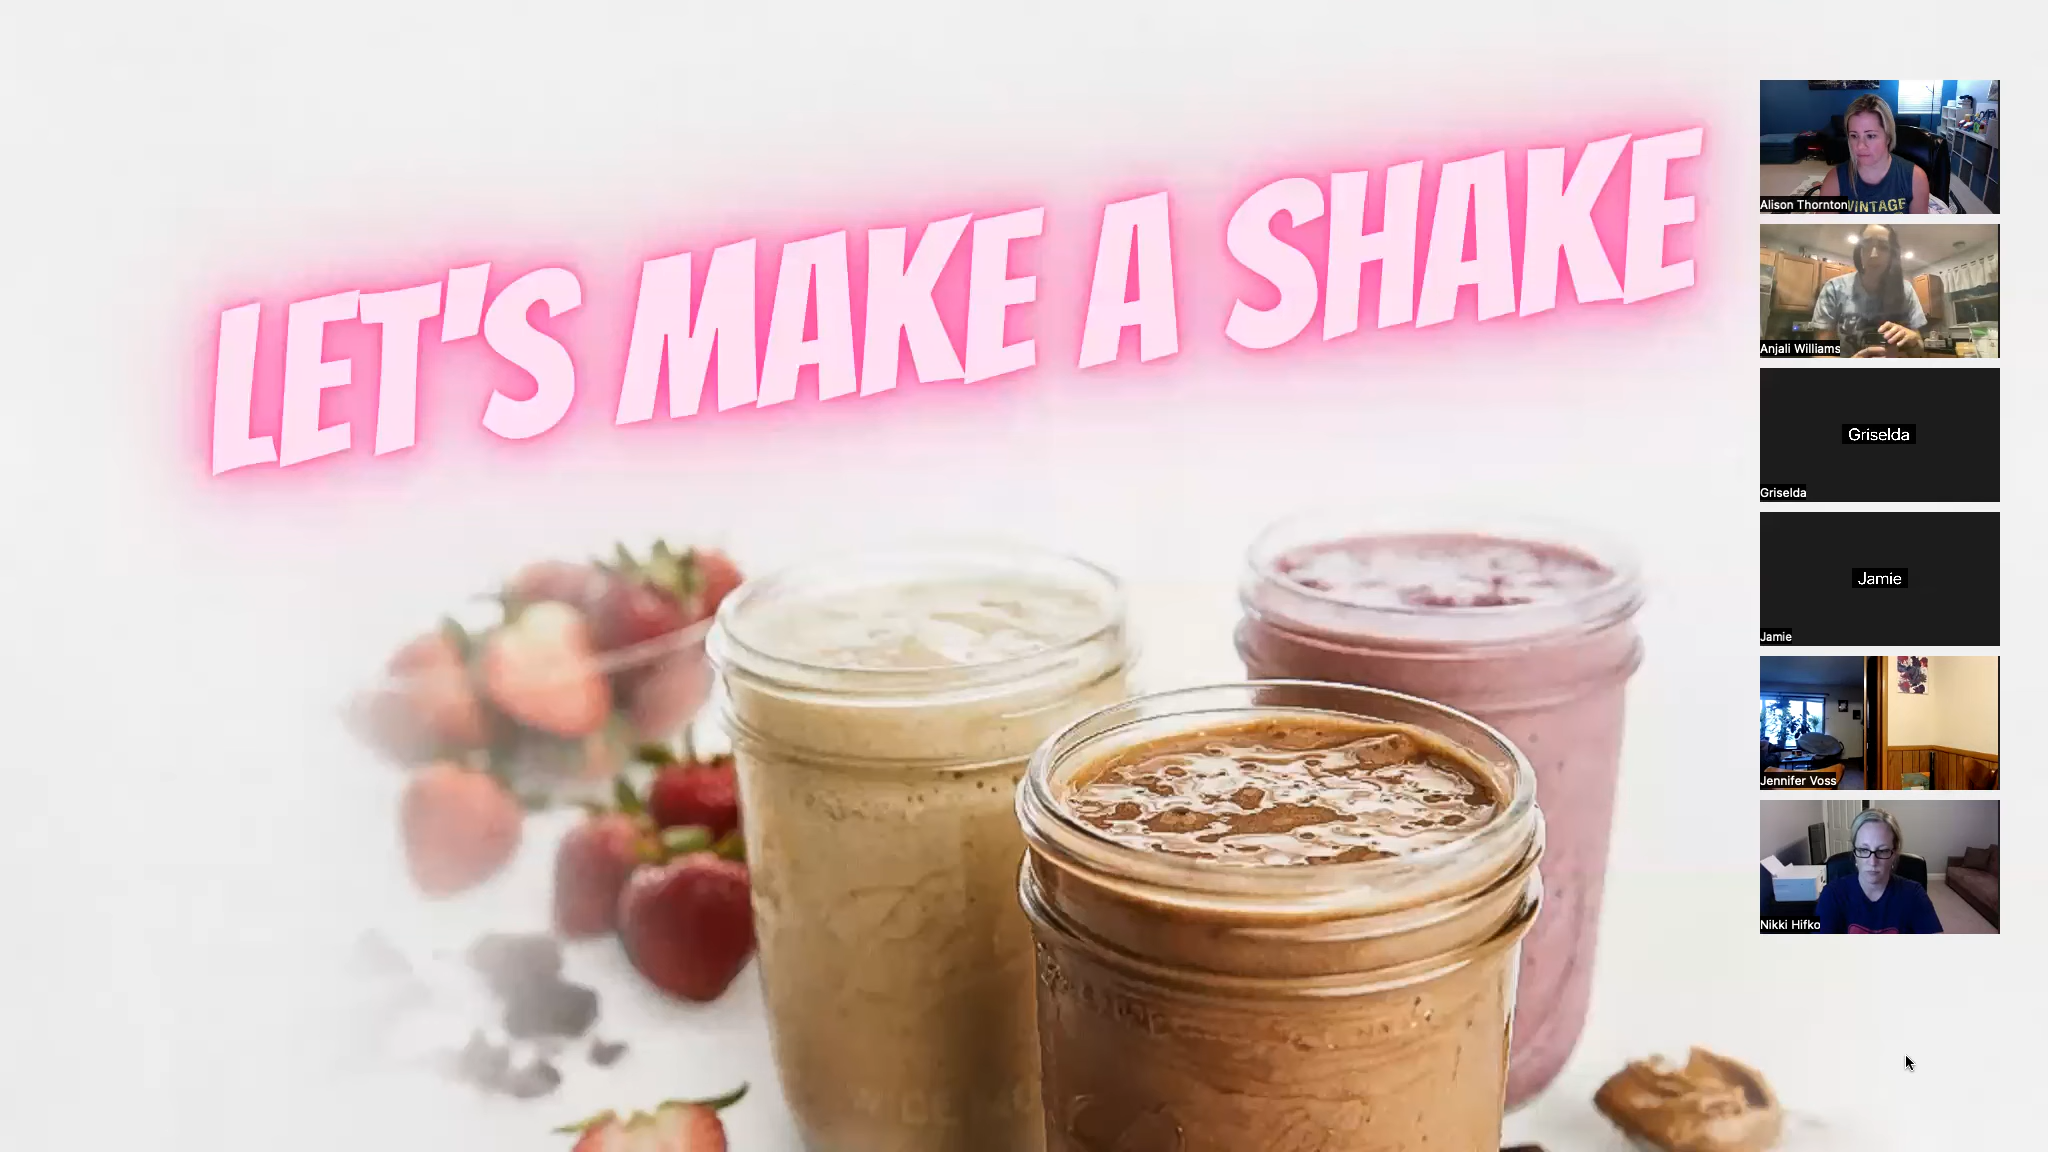 LET'S MAKE A SHAKE
Alison Thornton
VINTAGE
Anjali Williams
Griselda
Griselda
Jamie
Jamie
Jennifer Voss
Nikki Hifko